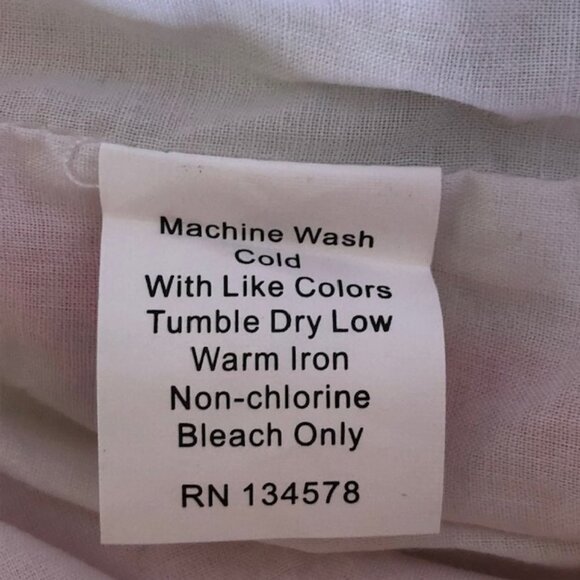 Machine Wash
Cold
With Like Colors
Tumble Dry Low
Warm Iron
Non-chlorine
Bleach Only
RN 134578